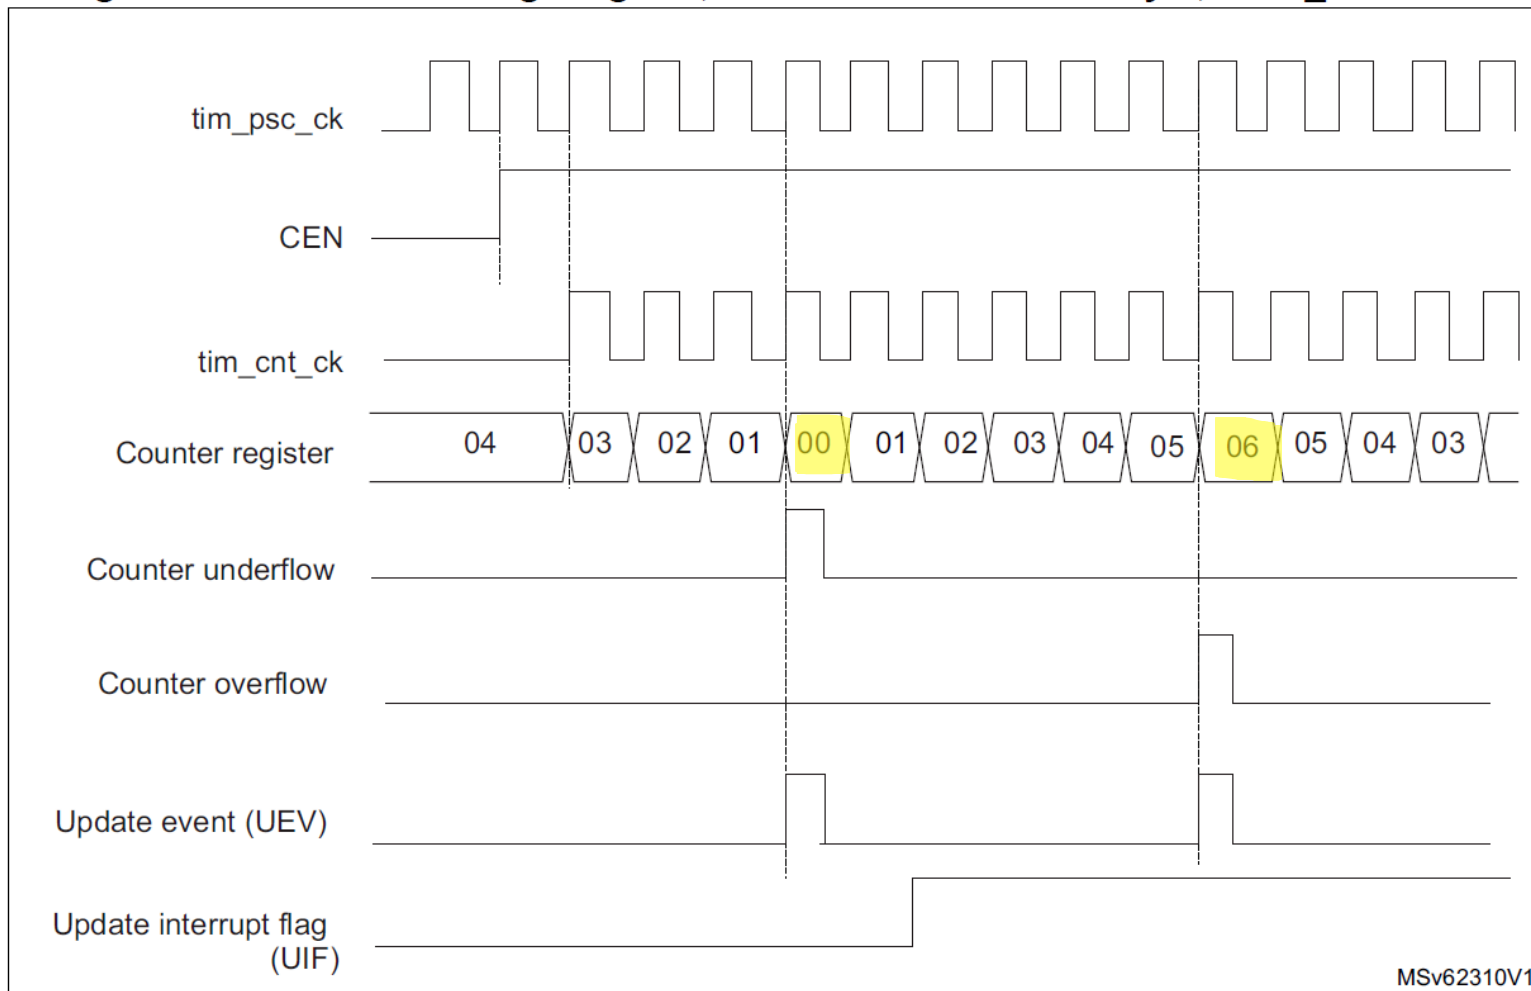 tim_psc_ck
CEN
tim_cnt_ck
Counter register
04 03 02 01 00 01 02 03 04 05 06 05 04 03
Counter underflow
Counter overflow
Update event (UEV)
Update interrupt flag
(UIF)
MSv62310V1